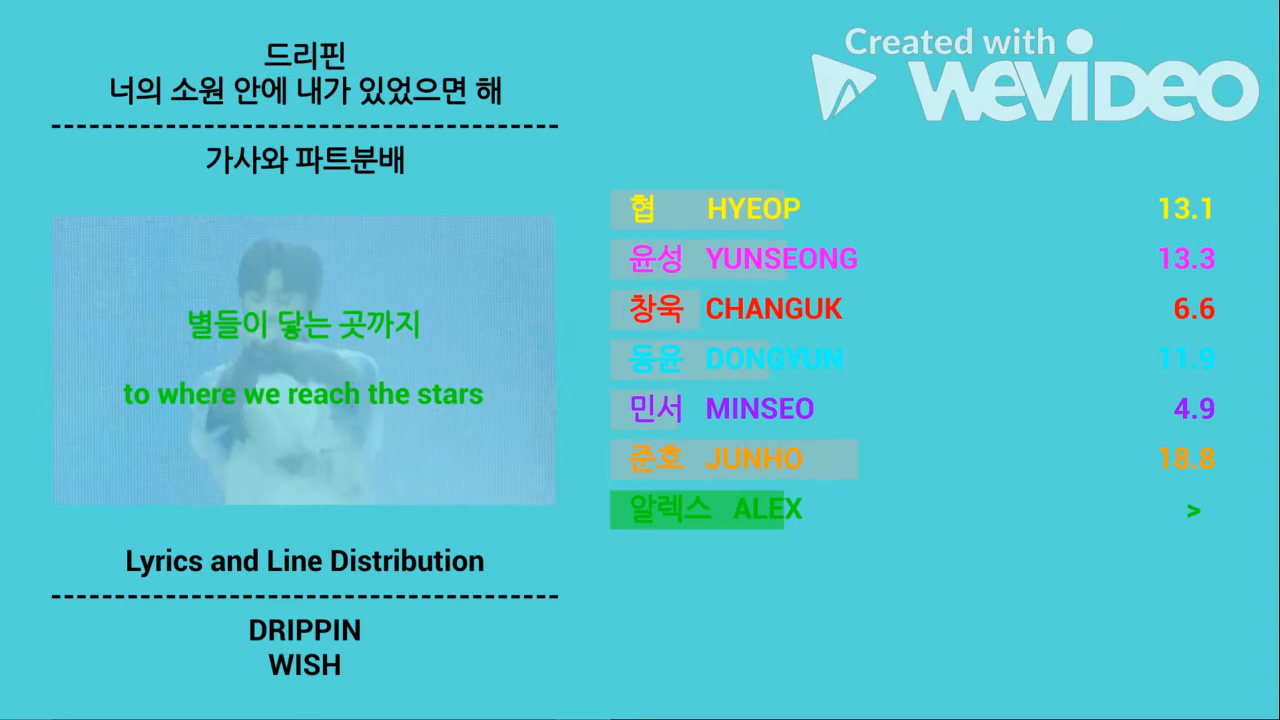 드리핀
너의 소원 안에 내가 있었으면 해
가사와 파트분배
별들이 닿는 곳까지
to where we reach the stars
Lyrics and Line Distribution
DRIPPIN
WISH
Created with
WEVIDEO
협 HYEOP 13.1
윤성 YUNSEONG 13.3
창욱 CHANGUK 6.6
동윤 DONGYUN 11.9
민서 MINSEO 4.9
준호 JUNHO 18.8
알렉스 ALEX >